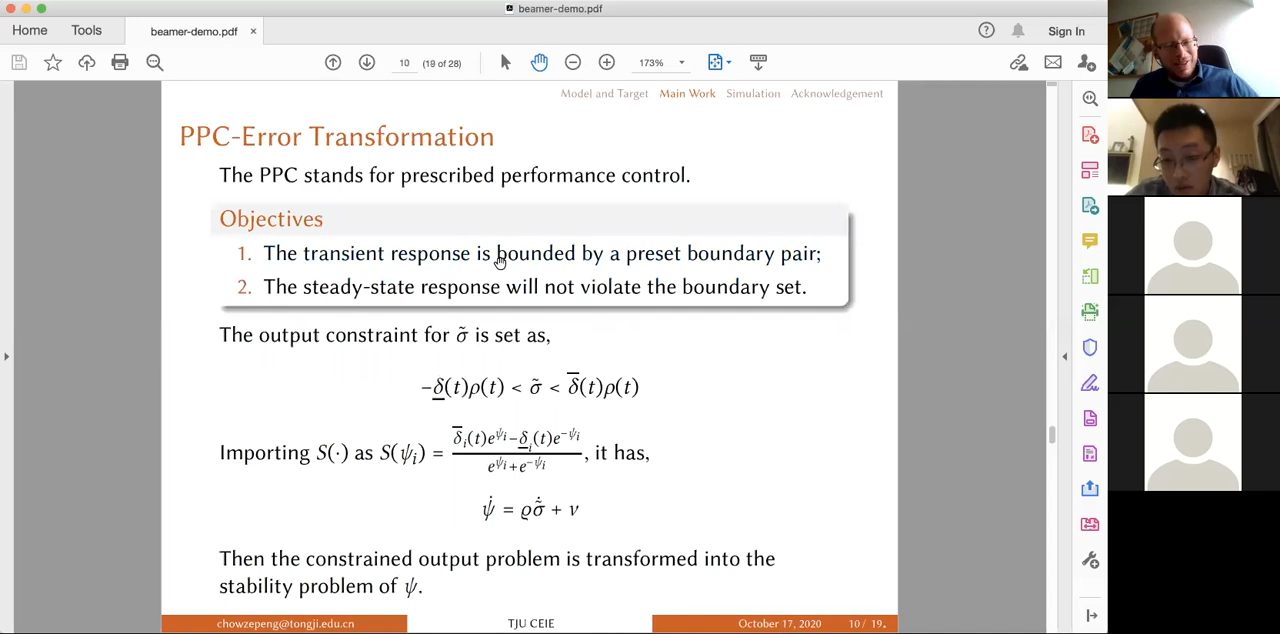 beamer-demo.pdf
Home Tools beamer-demo.pdf × Sign In
10 (19 of 28) 173%
Model and Target Main Work Simulation Acknowledgement
PPC-Error Transformation
The PPC stands for prescribed performance control.
Objectives
1. The transient response is bounded by a preset boundary pair;
2. The steady-state response will not violate the boundary set.
The output constraint for σ̃ is set as,
−δ̲(t)ρ(t) < σ̃ < δ̅(t)ρ(t)
Importing S(·) as S(ψᵢ) = (δ̅ᵢ(t)e^ψᵢ − δ̲ᵢ(t)e^−ψᵢ) / (e^ψᵢ + e^−ψᵢ), it has,
ψ̇ = ϱσ̃̇ + ν
Then the constrained output problem is transformed into the
stability problem of ψ.
chowzepeng@tongji.edu.cn TJU CEIE October 17, 2020 10 / 19.